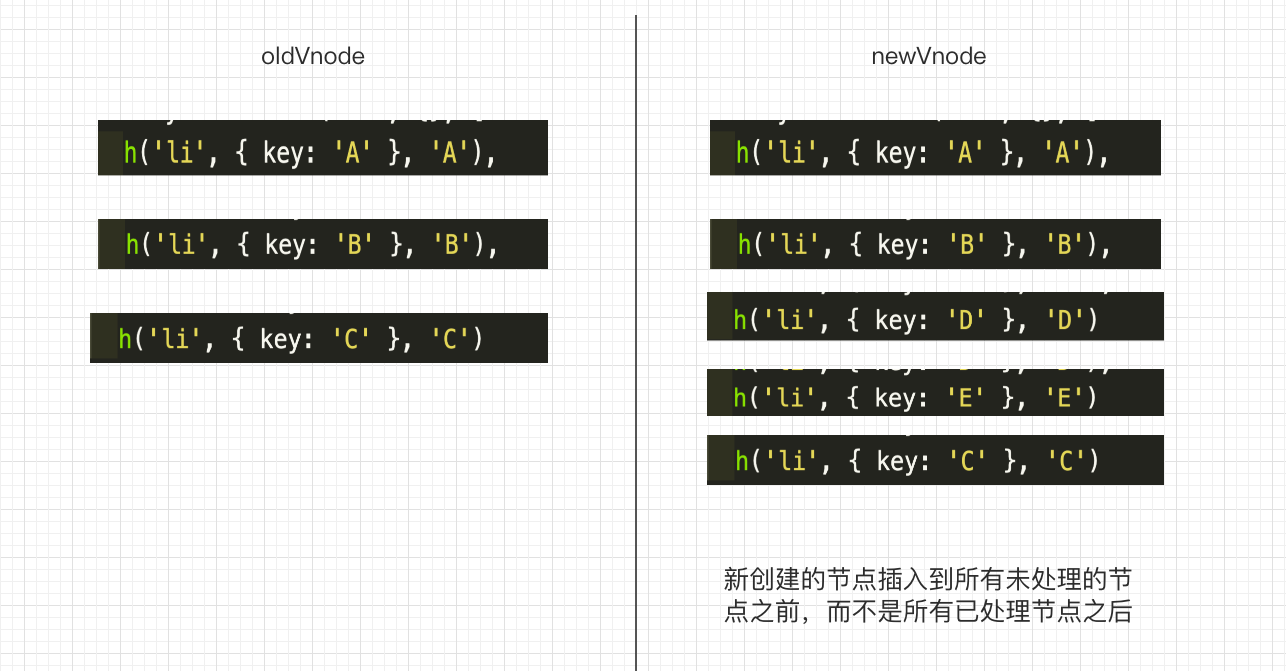 oldVnode
newVnode
h('li', { key: 'A' }, 'A'),
h('li', { key: 'A' }, 'A'),
h('li', { key: 'B' }, 'B'),
h('li', { key: 'B' }, 'B'),
h('li', { key: 'D' }, 'D')
h('li', { key: 'C' }, 'C')
h('li', { key: 'E' }, 'E')
h('li', { key: 'C' }, 'C')
新创建的节点插入到所有未处理的节
点之前，而不是所有已处理节点之后